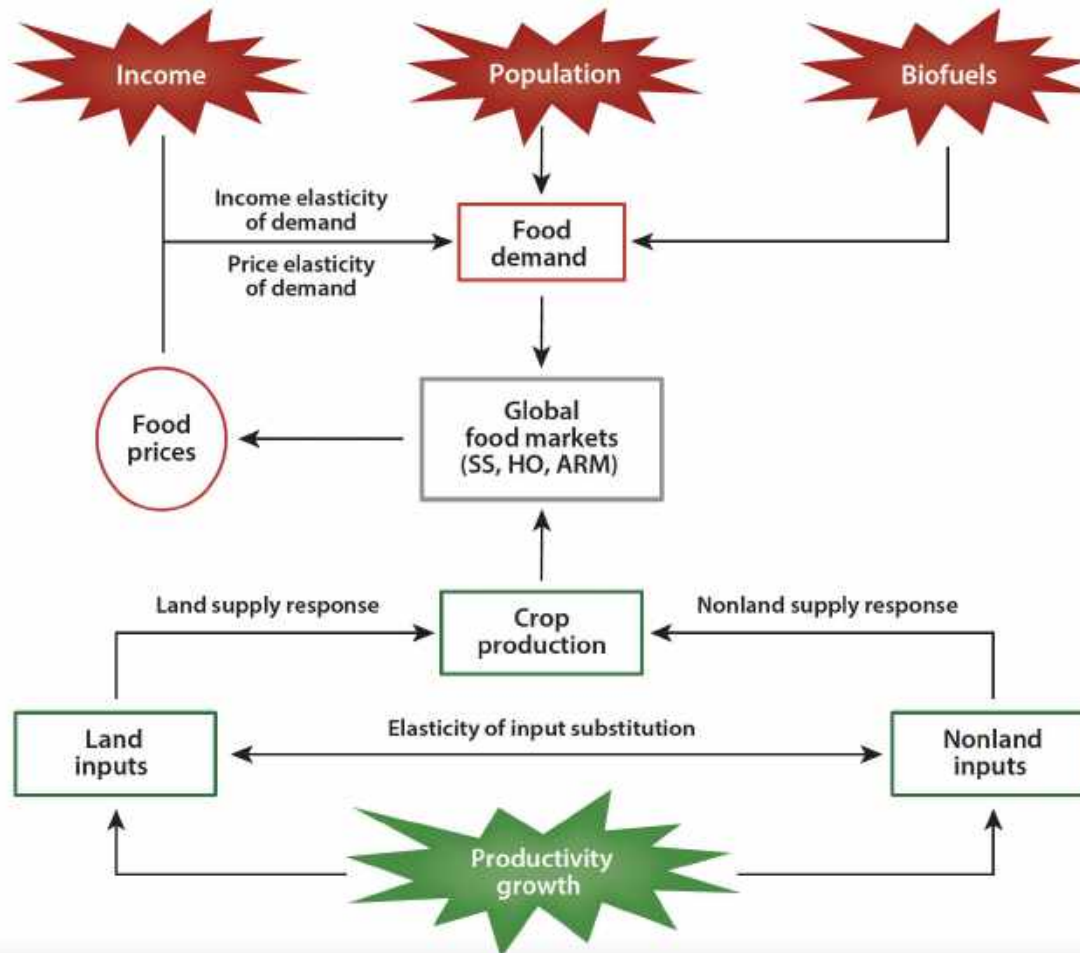 Income
Population
Biofuels
Income elasticity
of demand
Price elasticity
of demand
Food
demand
Food
prices
Global
food markets
(SS, HO, ARM)
Land supply response
Crop
production
Nonland supply response
Land
inputs
Elasticity of input substitution
Nonland
inputs
Productivity
growth